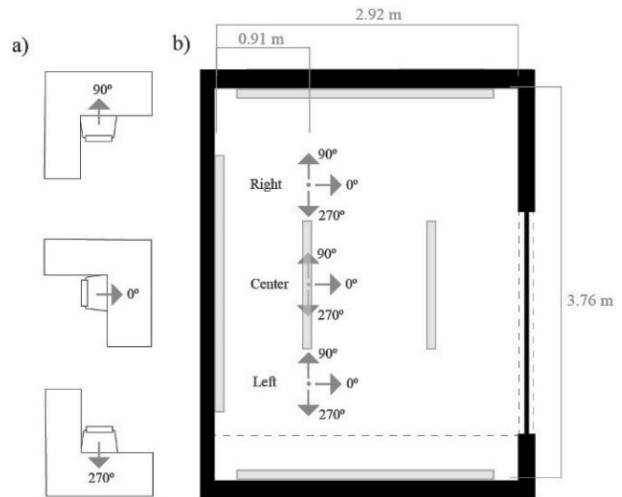 a)
90º
0º
270º
b)
2.92 m
0.91 m
90º
Right
0º
270º
90º
Center
0º
270º
90º
Left
0º
270º
3.76 m